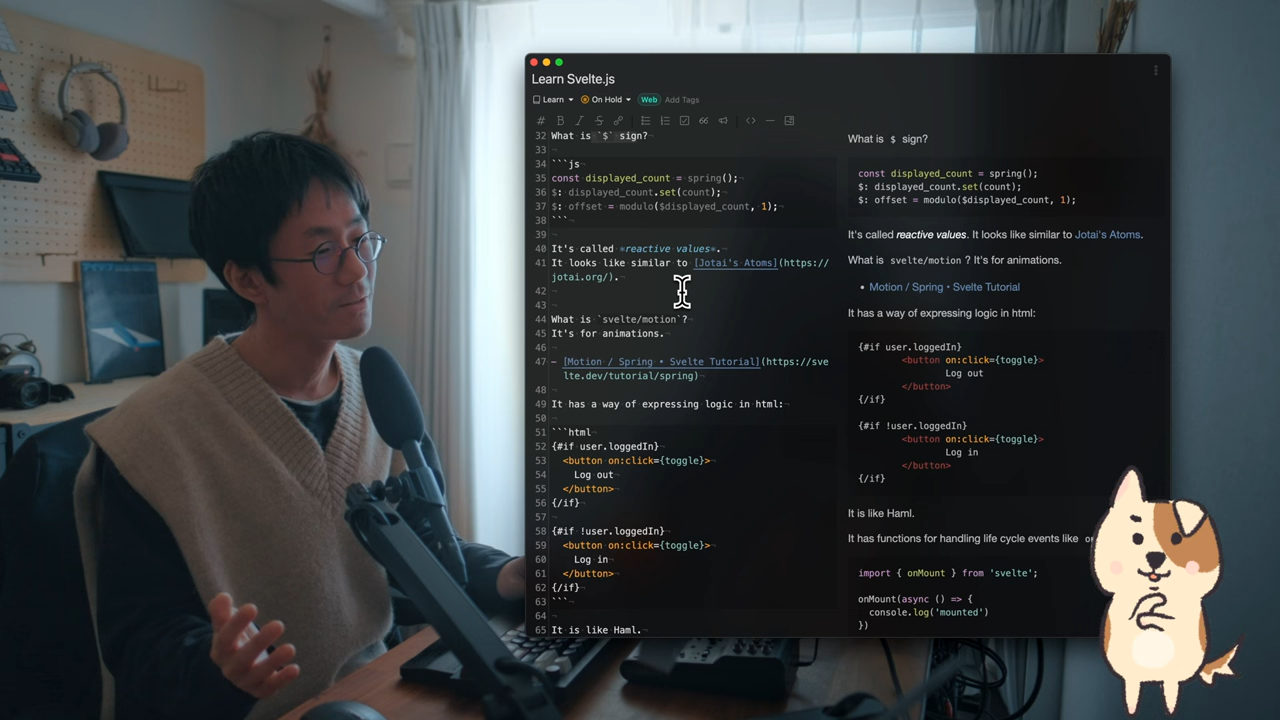 Learn Svelte.js
Learn
On Hold
Web
Add Tags
32 What is `$` sign?
33
34 ```js
35 const displayed_count = spring();
36 $: displayed_count.set(count);
37 $: offset = modulo($displayed_count, 1);
38 ```
39
40 It's called *reactive values*.
41 It looks like similar to [Jotai's Atoms](https://
jotai.org/).
42
43
44 What is `svelte/motion`?
45 It's for animations.
46
47 - [Motion / Spring • Svelte Tutorial](https://sve
lte.dev/tutorial/spring)
48
49 It has a way of expressing logic in html:
50
51 ```html
52 {#if user.loggedIn}
53 <button on:click={toggle}>
54 Log out
55 </button>
56 {/if}
57
58 {#if !user.loggedIn}
59 <button on:click={toggle}>
60 Log in
61 </button>
62 {/if}
63 ```
64
65 It is like Haml.
What is $ sign?
const displayed_count = spring();
$: displayed_count.set(count);
$: offset = modulo($displayed_count, 1);
It's called reactive values. It looks like similar to Jotai's Atoms.
What is svelte/motion ? It's for animations.
• Motion / Spring • Svelte Tutorial
It has a way of expressing logic in html:
{#if user.loggedIn}
<button on:click={toggle}>
Log out
</button>
{/if}
{#if !user.loggedIn}
<button on:click={toggle}>
Log in
</button>
{/if}
It is like Haml.
It has functions for handling life cycle events like
import { onMount } from 'svelte';
onMount(async () => {
console.log('mounted')
})